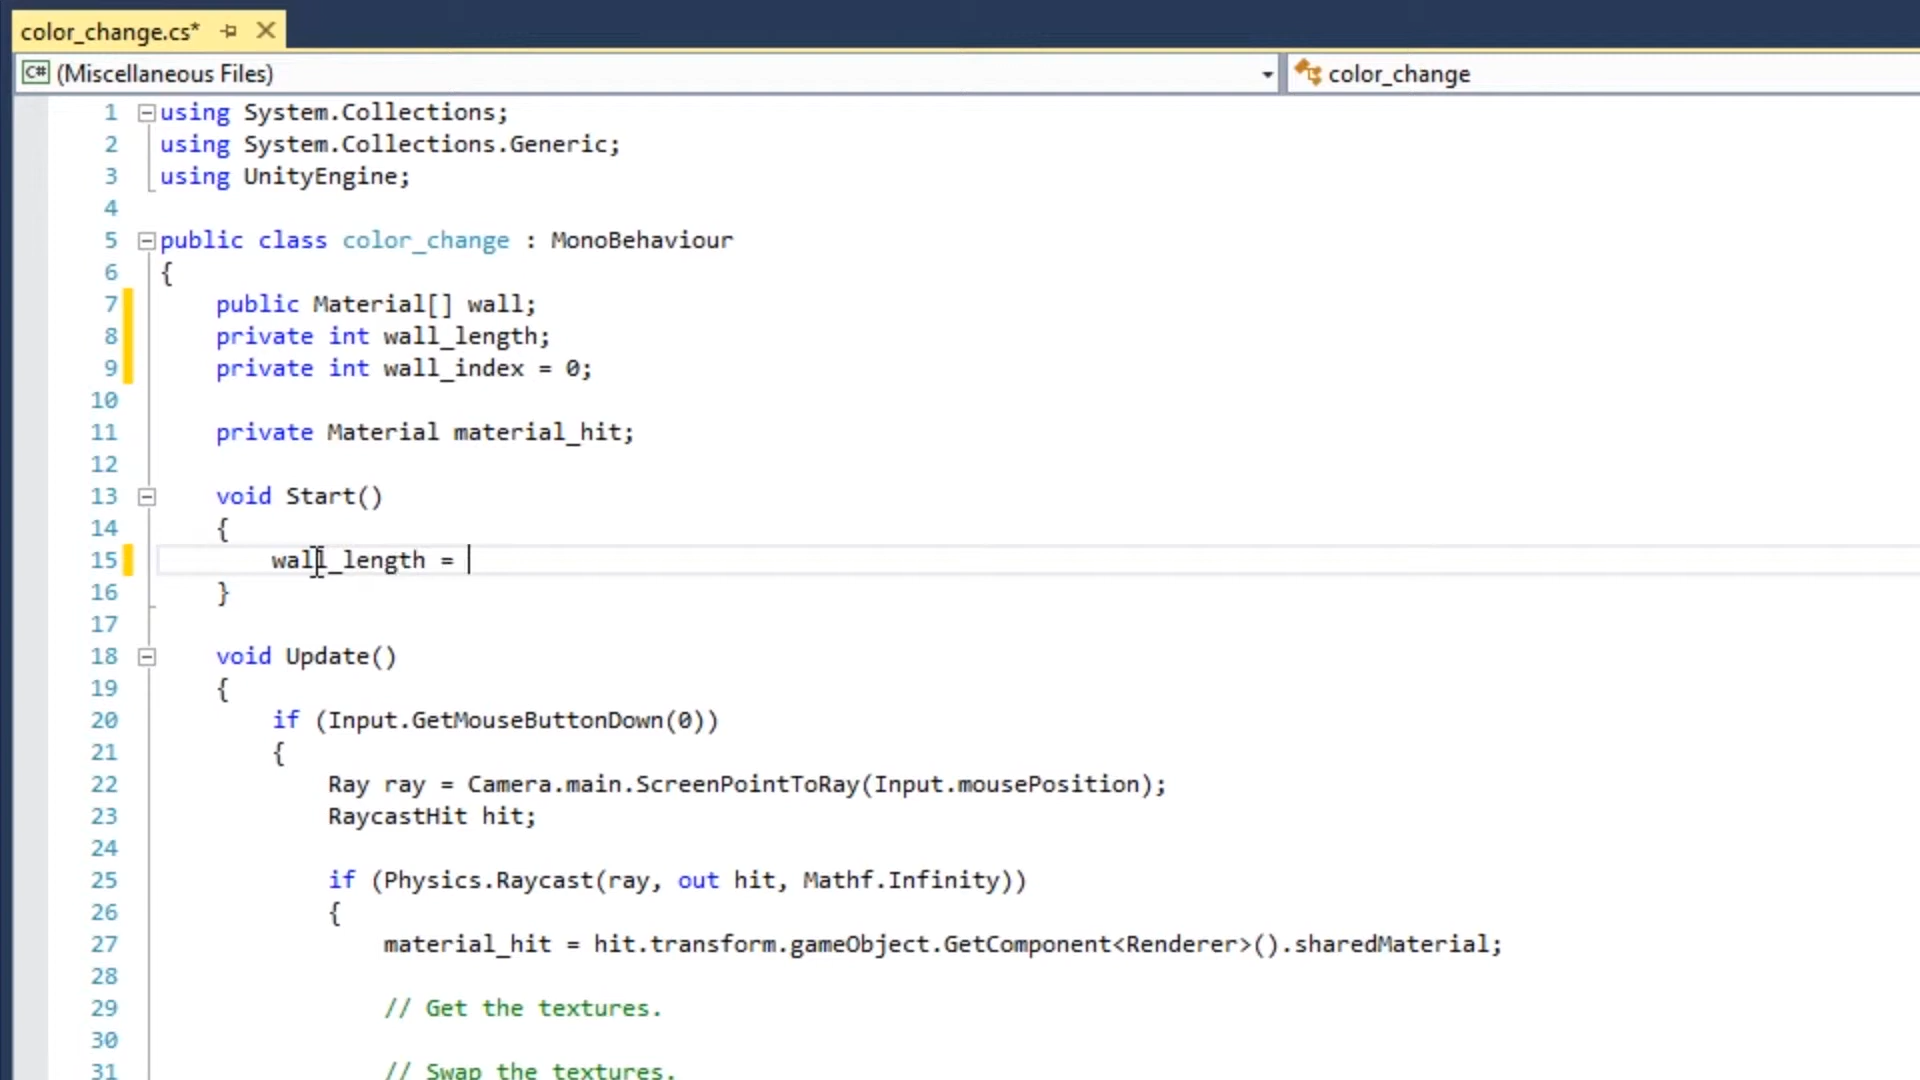 color_change.cs*
C# (Miscellaneous Files)
color_change
1 using System.Collections;
2 using System.Collections.Generic;
3 using UnityEngine;
4
5 public class color_change : MonoBehaviour
6 {
7 public Material[] wall;
8 private int wall_length;
9 private int wall_index = 0;
10
11 private Material material_hit;
12
13 void Start()
14 {
15 wall_length =
16 }
17
18 void Update()
19 {
20 if (Input.GetMouseButtonDown(0))
21 {
22 Ray ray = Camera.main.ScreenPointToRay(Input.mousePosition);
23 RaycastHit hit;
24
25 if (Physics.Raycast(ray, out hit, Mathf.Infinity))
26 {
27 material_hit = hit.transform.gameObject.GetComponent<Renderer>().sharedMaterial;
28
29 // Get the textures.
30
31 // Swap the textures.